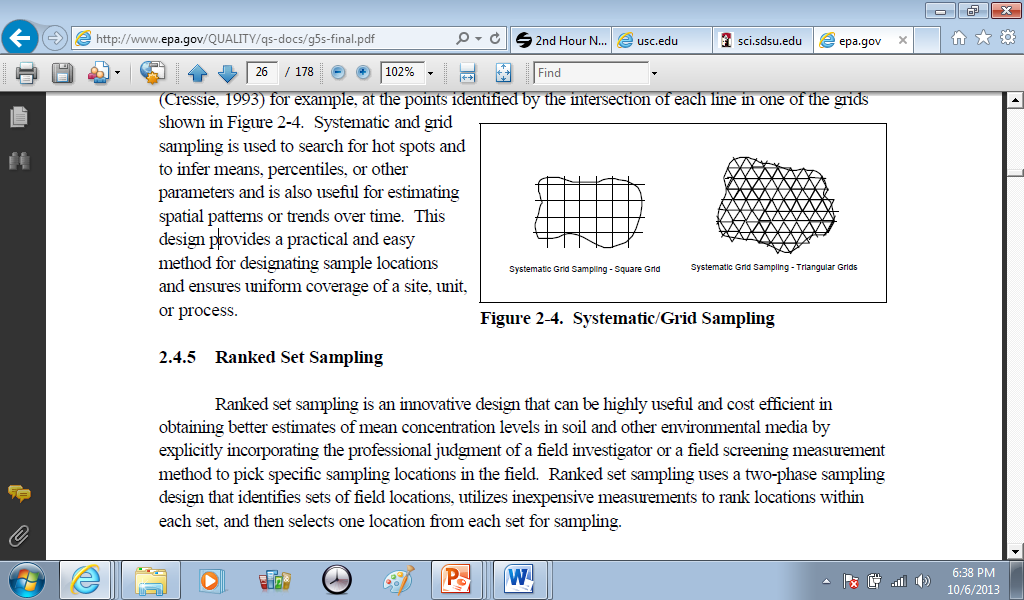 http://www.epa.gov/QUALITY/qs-docs/g5s-final.pdf
2nd Hour N...
usc.edu
sci.sdsu.edu
epa.gov
26 / 178
102%
Find
(Cressie, 1993) for example, at the points identified by the intersection of each line in one of the grids
shown in Figure 2-4. Systematic and grid
sampling is used to search for hot spots and
to infer means, percentiles, or other
parameters and is also useful for estimating
spatial patterns or trends over time. This
design provides a practical and easy
method for designating sample locations
and ensures uniform coverage of a site, unit,
or process.
Systematic Grid Sampling - Square Grid
Systematic Grid Sampling - Triangular Grids
Figure 2-4. Systematic/Grid Sampling
2.4.5 Ranked Set Sampling
Ranked set sampling is an innovative design that can be highly useful and cost efficient in
obtaining better estimates of mean concentration levels in soil and other environmental media by
explicitly incorporating the professional judgment of a field investigator or a field screening measurement
method to pick specific sampling locations in the field. Ranked set sampling uses a two-phase sampling
design that identifies sets of field locations, utilizes inexpensive measurements to rank locations within
each set, and then selects one location from each set for sampling.
6:38 PM
10/6/2013